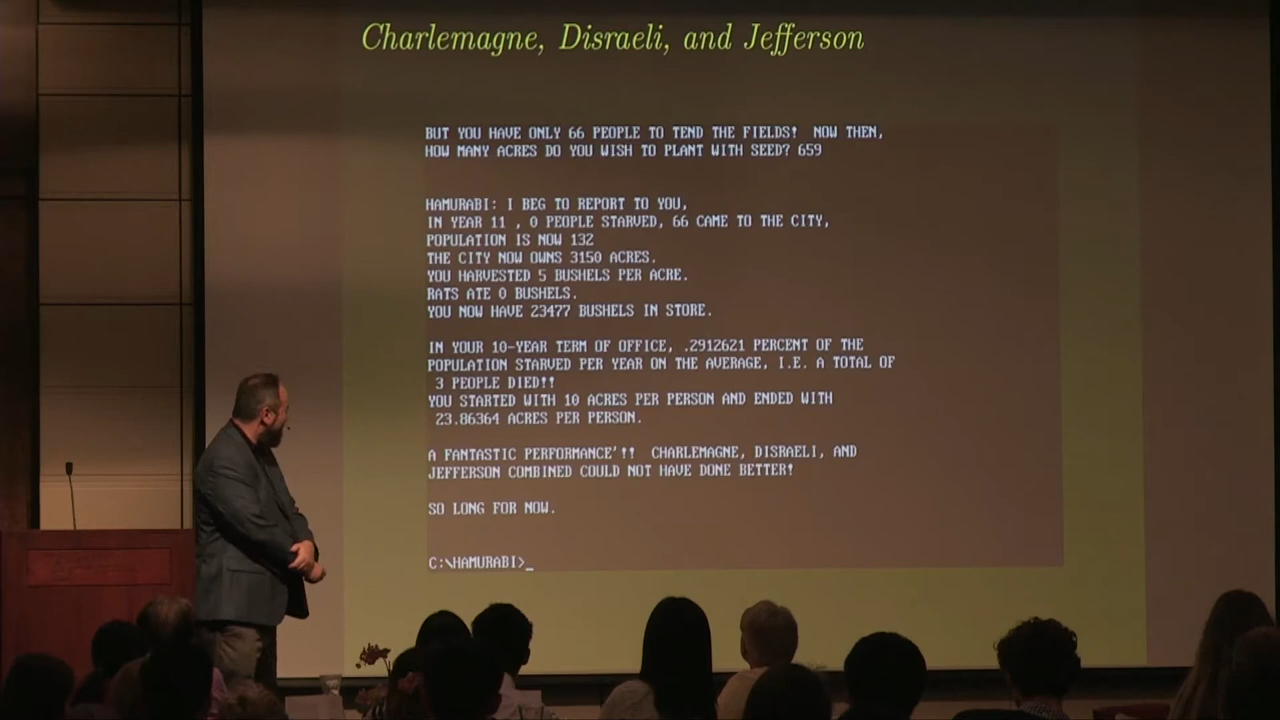 Charlemagne, Disraeli, and Jefferson
BUT YOU HAVE ONLY 66 PEOPLE TO TEND THE FIELDS!  NOW THEN,
HOW MANY ACRES DO YOU WISH TO PLANT WITH SEED? 659
HAMURABI: I BEG TO REPORT TO YOU,
IN YEAR 11 , 0 PEOPLE STARVED, 66 CAME TO THE CITY,
POPULATION IS NOW 132
THE CITY NOW OWNS 3150 ACRES.
YOU HARVESTED 5 BUSHELS PER ACRE.
RATS ATE 0 BUSHELS.
YOU NOW HAVE 23477 BUSHELS IN STORE.
IN YOUR 10-YEAR TERM OF OFFICE, .2912621 PERCENT OF THE
POPULATION STARVED PER YEAR ON THE AVERAGE, I.E. A TOTAL OF
3 PEOPLE DIED!!
YOU STARTED WITH 10 ACRES PER PERSON AND ENDED WITH
23.86364 ACRES PER PERSON.
A FANTASTIC PERFORMANCE'!!  CHARLEMAGNE, DISRAELI, AND
JEFFERSON COMBINED COULD NOT HAVE DONE BETTER!
SO LONG FOR NOW.
C:\HAMURABI>_